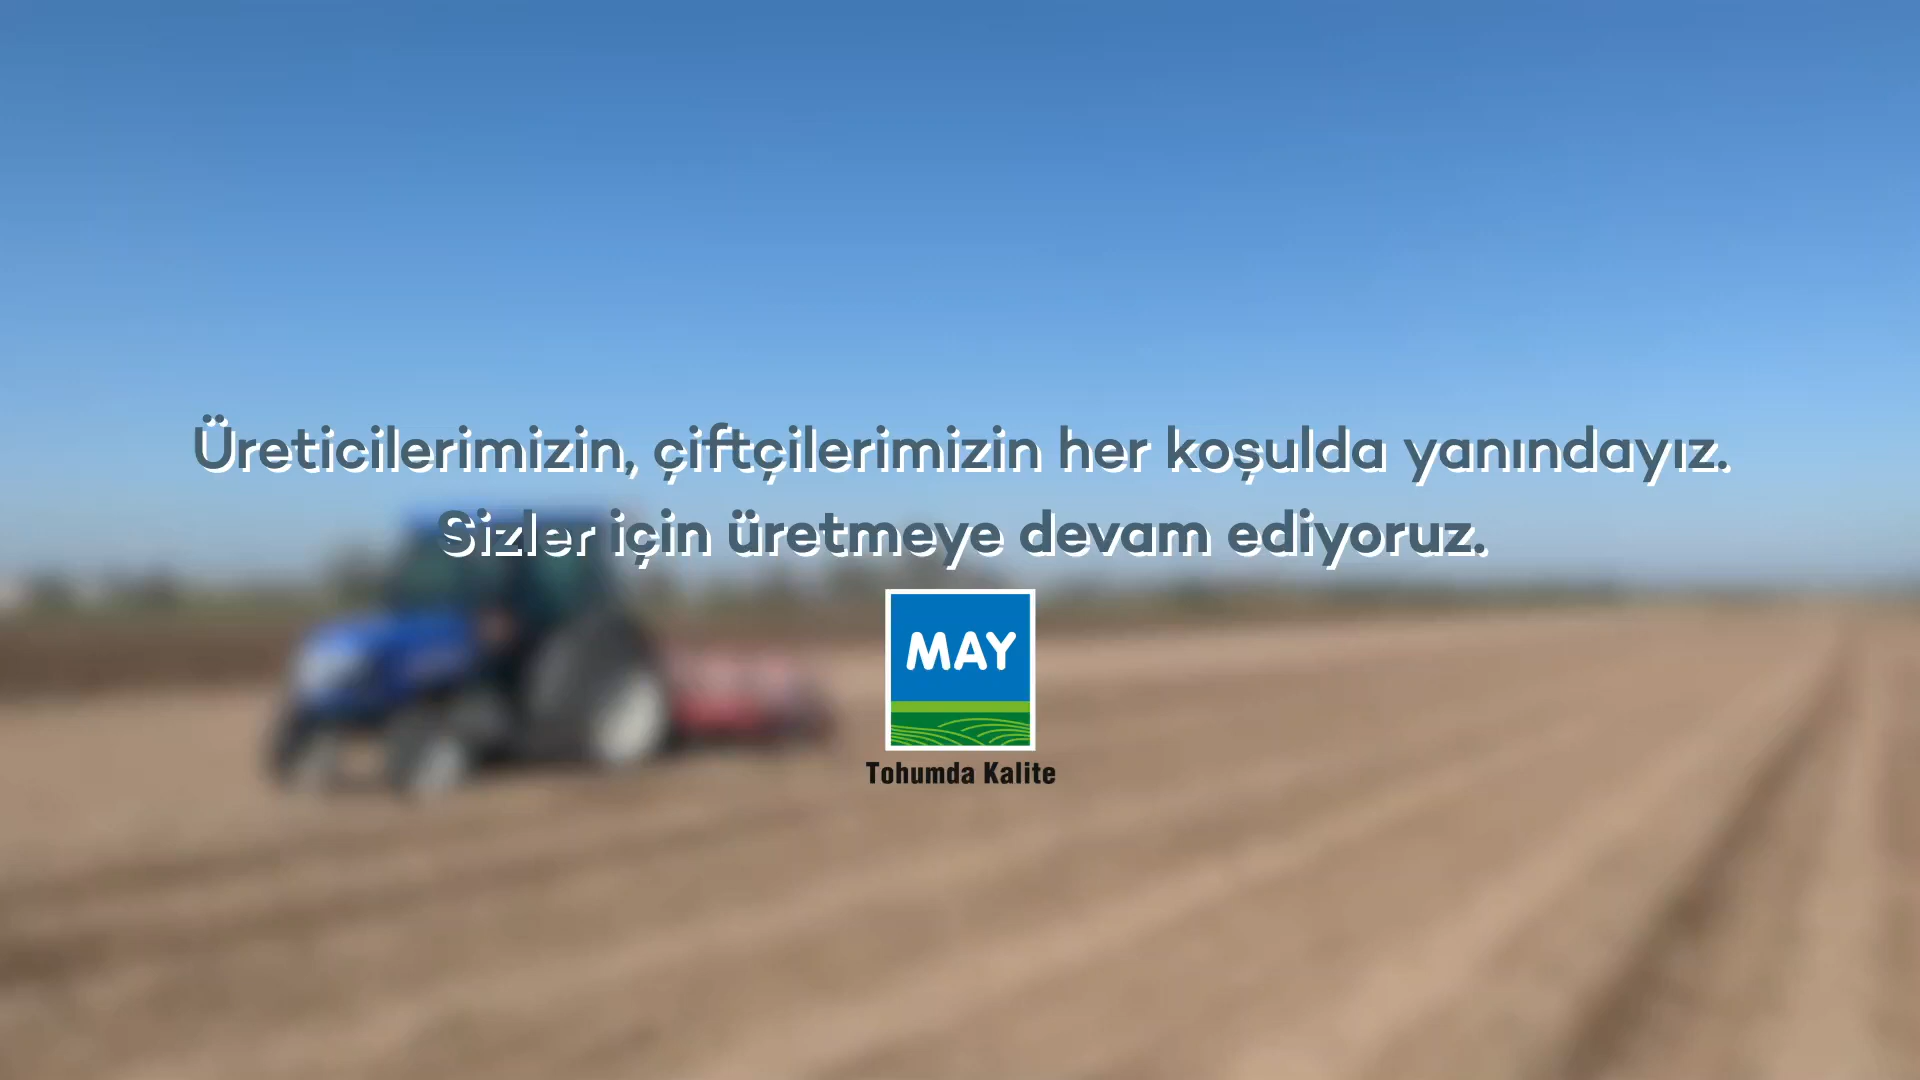 Üreticilerimizin, çiftçilerimizin her koşulda yanındayız.
Sizler için üretmeye devam ediyoruz.
MAY
Tohumda Kalite